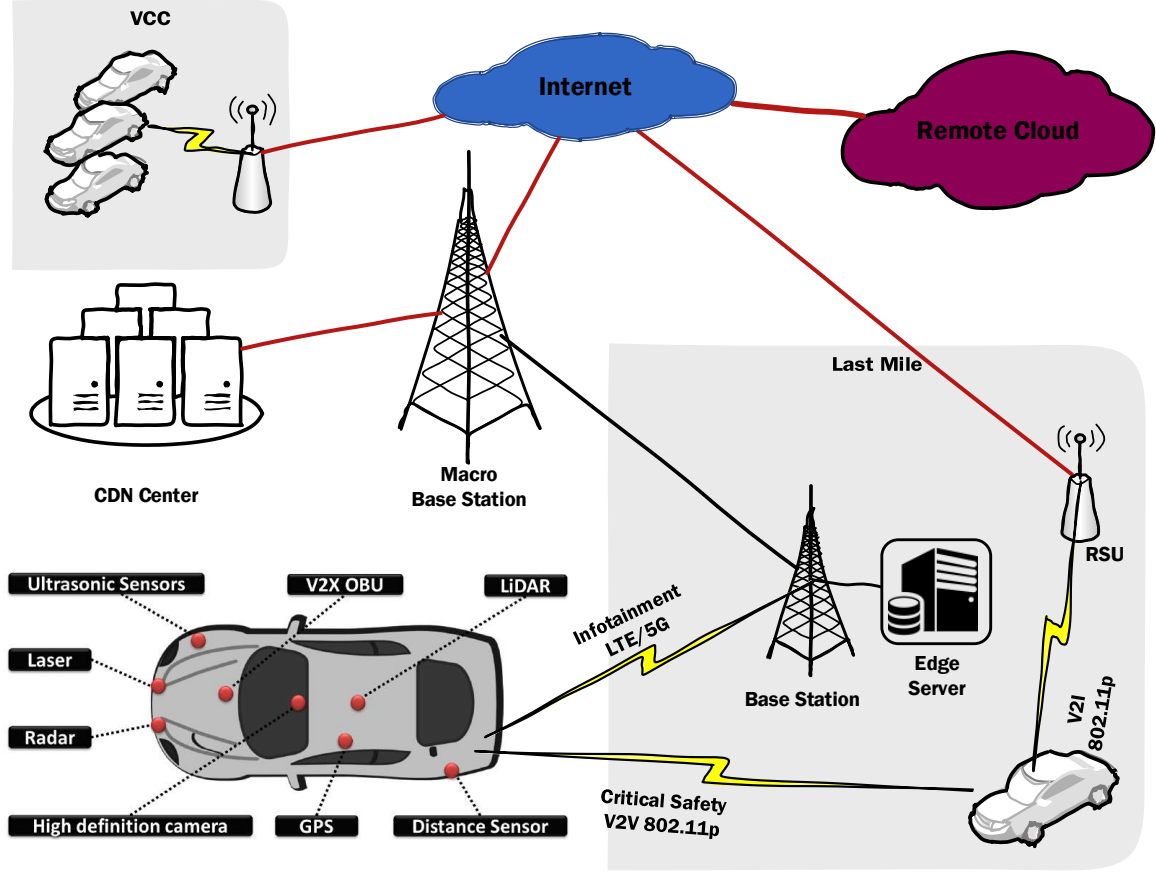 VCC
Internet
Remote Cloud
Last Mile
CDN Center
Macro
Base Station
RSU
Ultrasonic Sensors
V2X OBU
LiDAR
Laser
Radar
High definition camera
GPS
Distance Sensor
Infotainment
LTE/5G
Base Station
Edge
Server
V2I
802.11p
Critical Safety
V2V 802.11p